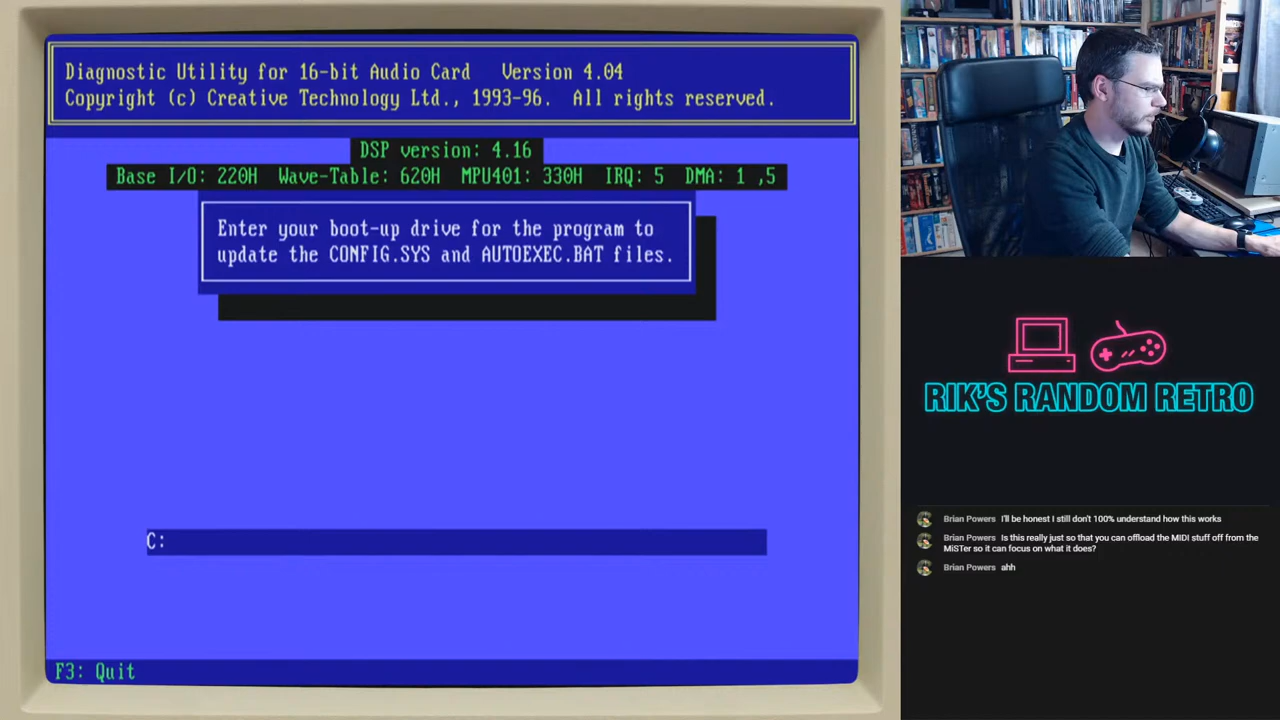 Diagnostic Utility for 16-bit Audio Card   Version 4.04
Copyright (c) Creative Technology Ltd., 1993-96.  All rights reserved.
DSP version: 4.16
Base I/O: 220H  Wave-Table: 620H  MPU401: 330H  IRQ: 5  DMA: 1 ,5
Enter your boot-up drive for the program to
update the CONFIG.SYS and AUTOEXEC.BAT files.
C:
F3: Quit
RIK'S RANDOM RETRO
Brian Powers I'll be honest I still don't 100% understand how this works
Brian Powers Is this really just so that you can offload the MIDI stuff off from the
MiSTer so it can focus on what it does?
Brian Powers ahh